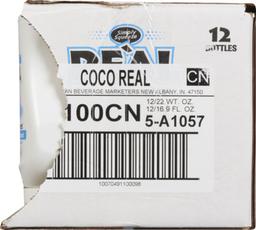 Simply Squeeze
REAL
12
BOTTLES
COCO REAL
CN
AN BEVERAGE MARKETERS NEW ALBANY, IN. 47150
100CN
12/22 WT. OZ.
12/16.9 FL. OZ.
5-A1057
10070491100098